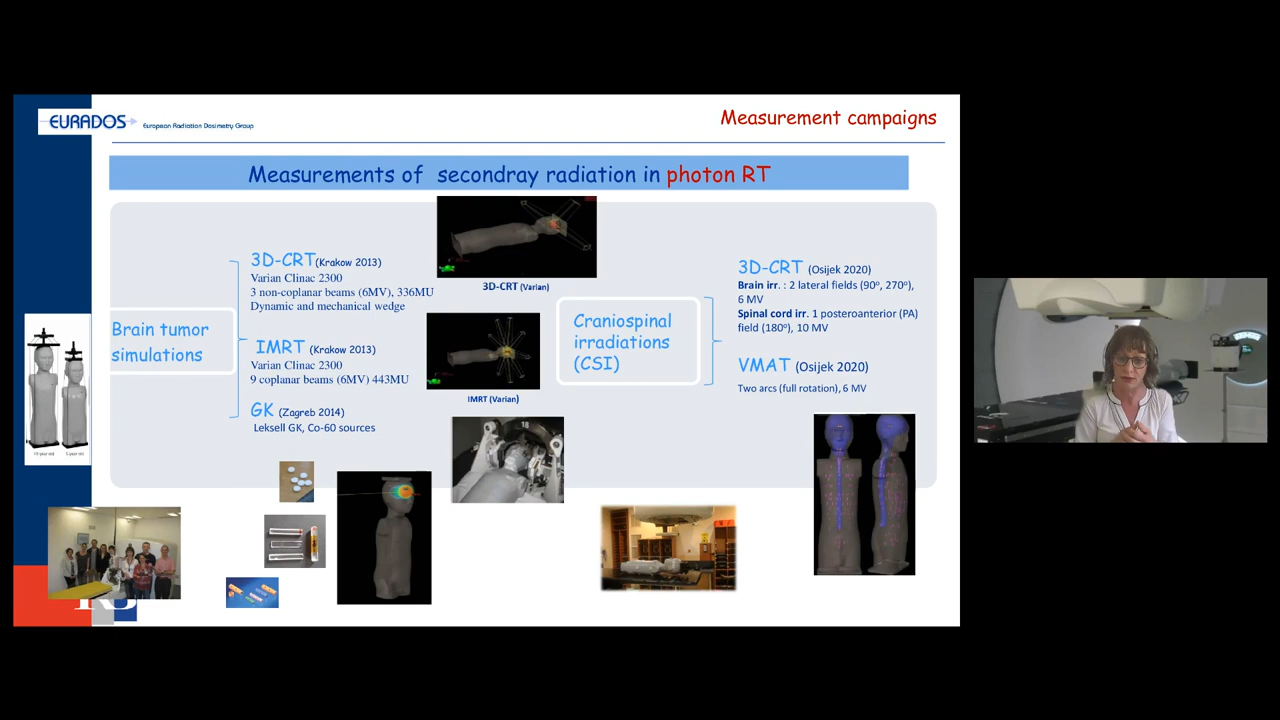 EURADOS
European Radiation Dosimetry Group
Measurement campaigns
Measurements of secondray radiation in photon RT
Brain tumor
simulations
3D-CRT(Krakow 2013)
Varian Clinac 2300
3 non-coplanar beams (6MV), 336MU
Dynamic and mechanical wedge
IMRT (Krakow 2013)
Varian Clinac 2300
9 coplanar beams (6MV) 443MU
GK (Zagreb 2014)
Leksell GK, Co-60 sources
3D-CRT (Varian)
IMRT (Varian)
18
Craniospinal
irradiations
(CSI)
3D-CRT (Osijek 2020)
Brain irr. : 2 lateral fields (90º, 270º),
6 MV
Spinal cord irr. 1 posteroanterior (PA)
field (180º), 10 MV
VMAT (Osijek 2020)
Two arcs (full rotation), 6 MV